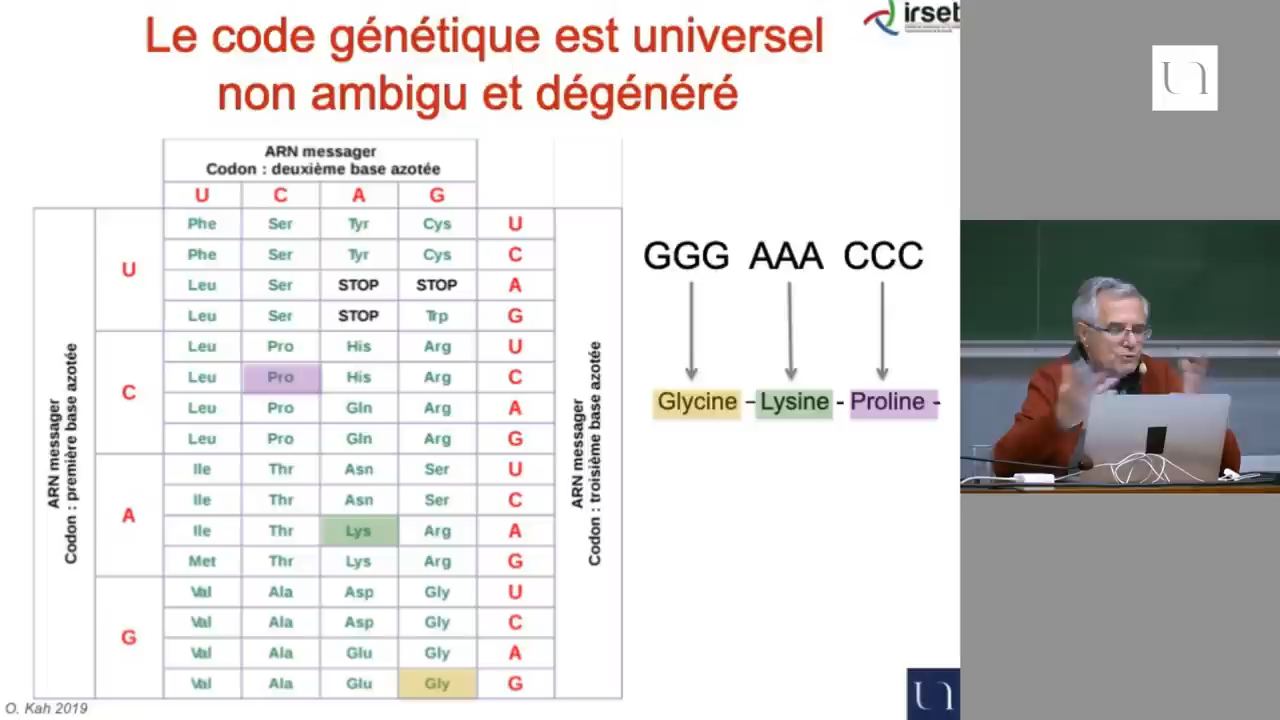 Le code génétique est universel
non ambigu et dégénéré
irset
ARN messager
Codon : deuxième base azotée
U C A G
ARN messager
Codon : première base azotée
U
Phe Ser Tyr Cys U
Phe Ser Tyr Cys C
Leu Ser STOP STOP A
Leu Ser STOP Trp G
C
Leu Pro His Arg U
Leu Pro His Arg C
Leu Pro Gln Arg A
Leu Pro Gln Arg G
A
Ile Thr Asn Ser U
Ile Thr Asn Ser C
Ile Thr Lys Arg A
Met Thr Lys Arg G
G
Val Ala Asp Gly U
Val Ala Asp Gly C
Val Ala Glu Gly A
Val Ala Glu Gly G
ARN messager
Codon : troisième base azotée
GGG AAA CCC
Glycine – Lysine - Proline -
O. Kah 2019